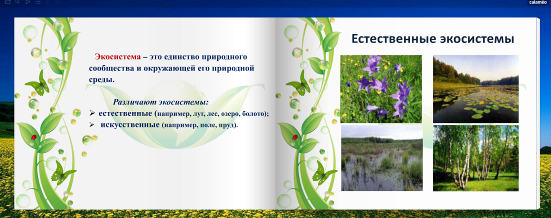 calameo
Экосистема – это единство природного
сообщества и окружающей его природной
среды.
Различают экосистемы:
естественные (например, луг, лес, озеро, болото);
искусственные (например, поле, пруд).
Естественные экосистемы